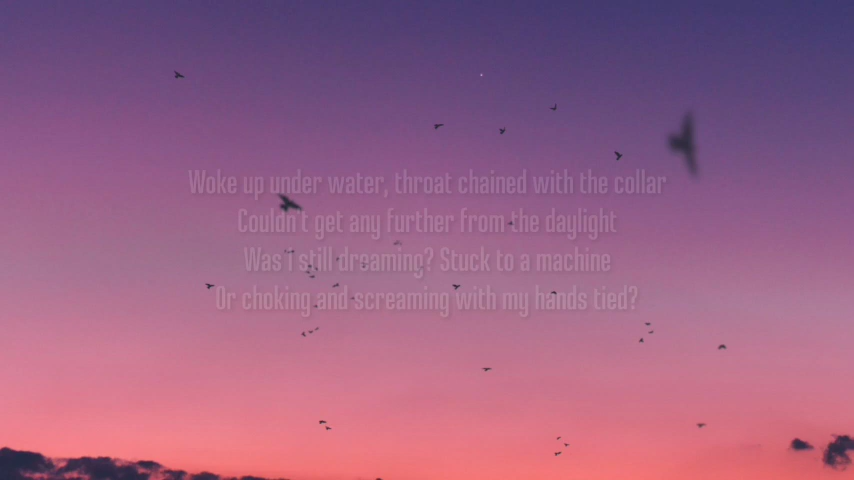 Woke up under water, throat chained with the collar
Couldn't get any further from the daylight
Was I still dreaming? Stuck to a machine
Or choking and screaming with my hands tied?